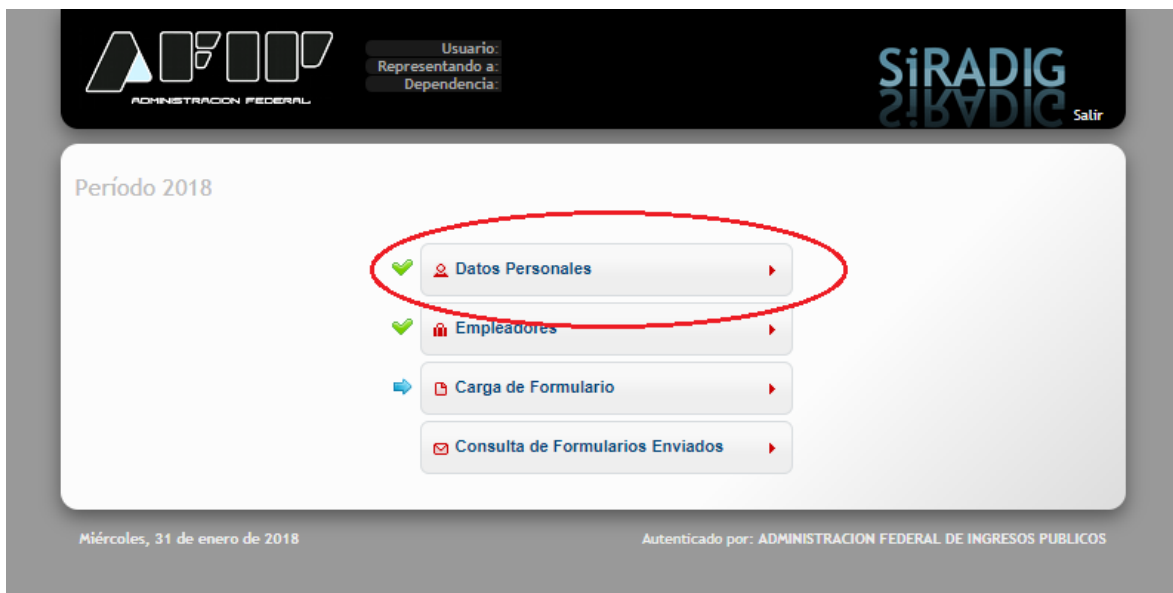 AFIP
ADMINISTRACION FEDERAL
Usuario:
Representando a:
Dependencia:
SiRADIG
Salir
Período 2018
Datos Personales
Empleadores
Carga de Formulario
Consulta de Formularios Enviados
Miércoles, 31 de enero de 2018
Autenticado por: ADMINISTRACION FEDERAL DE INGRESOS PUBLICOS